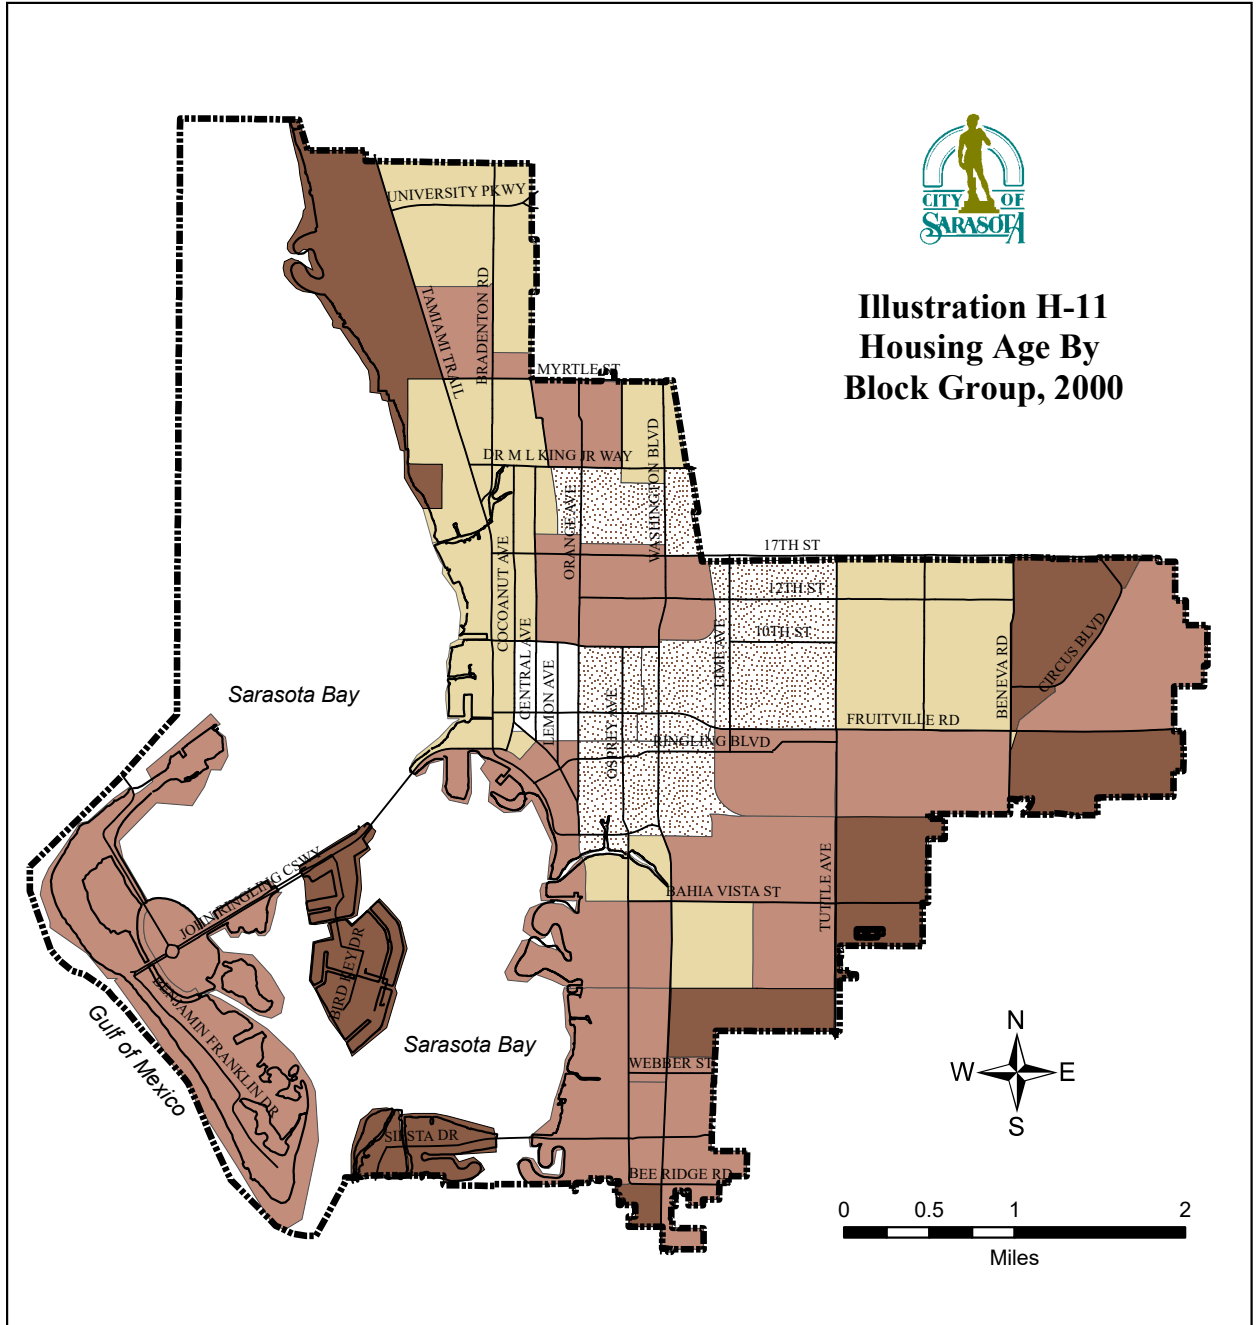 CITY OF
SARASOTA
Illustration H-11
Housing Age By
Block Group, 2000
UNIVERSITY PKWY
TAMIAMI TRAIL
BRADENTON RD
MYRTLE ST
DR M L KING JR WAY
WASHINGTON BLVD
ORANGE AVE
17TH ST
COCOANUT AVE
12TH ST
10TH ST
LIME AVE
CENTRAL AVE
LEMON AVE
OSPREY AVE
BENEVA RD
CIRCUS BLVD
Sarasota Bay
FRUITVILLE RD
RINGLING BLVD
JOHN RINGLING CSWY
TUTTLE AVE
BAHIA VISTA ST
BIRD KEY DR
BENJAMIN FRANKLIN DR
Gulf of Mexico
Sarasota Bay
WEBBER ST
SIESTA DR
BEE RIDGE RD
N
W E
S
0 0.5 1 2
Miles